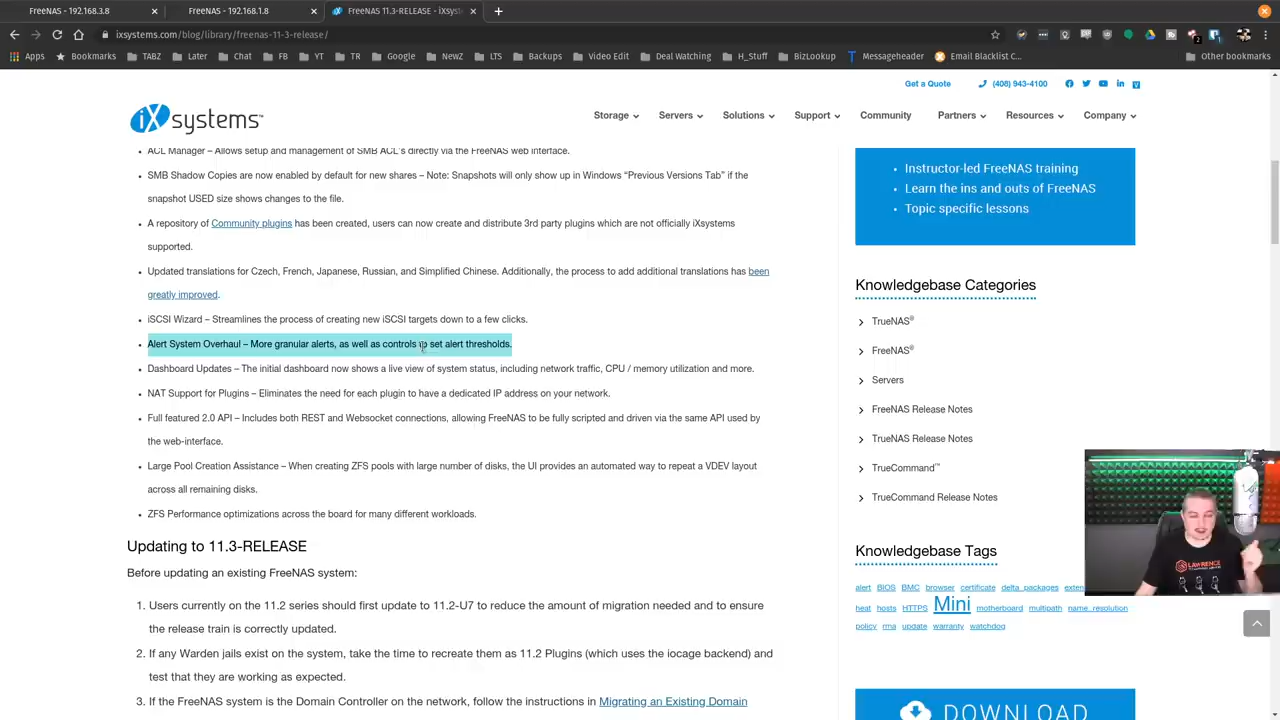 FreeNAS - 192.168.3.8
FreeNAS - 192.168.1.8
FreeNAS 11.3-RELEASE - iXsyst
ixsystems.com/blog/library/freenas-11-3-release/
Apps
Bookmarks
TABZ
Later
Chat
FB
YT
TR
Google
NewZ
LTS
Backups
Video Edit
Deal Watching
H_Stuff
BizLookup
Messageheader
Email Blacklist C...
Other bookmarks
Get a Quote
(408) 943-4100
iXsystems
Storage
Servers
Solutions
Support
Community
Partners
Resources
Company
ACL Manager – Allows setup and management of SMB ACL's directly via the FreeNAS web interface.
SMB Shadow Copies are now enabled by default for new shares – Note: Snapshots will only show up in Windows “Previous Versions Tab” if the
snapshot USED size shows changes to the file.
A repository of Community plugins has been created, users can now create and distribute 3rd party plugins which are not officially iXsystems
supported.
Updated translations for Czech, French, Japanese, Russian, and Simplified Chinese. Additionally, the process to add additional translations has been
greatly improved.
iSCSI Wizard – Streamlines the process of creating new iSCSI targets down to a few clicks.
Alert System Overhaul – More granular alerts, as well as controls to set alert thresholds.
Dashboard Updates – The initial dashboard now shows a live view of system status, including network traffic, CPU / memory utilization and more.
NAT Support for Plugins – Eliminates the need for each plugin to have a dedicated IP address on your network.
Full featured 2.0 API – Includes both REST and Websocket connections, allowing FreeNAS to be fully scripted and driven via the same API used by
the web-interface.
Large Pool Creation Assistance – When creating ZFS pools with large number of disks, the UI provides an automated way to repeat a VDEV layout
across all remaining disks.
ZFS Performance optimizations across the board for many different workloads.
Updating to 11.3-RELEASE
Before updating an existing FreeNAS system:
1. Users currently on the 11.2 series should first update to 11.2-U7 to reduce the amount of migration needed and to ensure
the release train is correctly updated.
2. If any Warden jails exist on the system, take the time to recreate them as 11.2 Plugins (which uses the iocage backend) and
test that they are working as expected.
3. If the FreeNAS system is the Domain Controller on the network, follow the instructions in Migrating an Existing Domain
Instructor-led FreeNAS training
Learn the ins and outs of FreeNAS
Topic specific lessons
Knowledgebase Categories
TrueNAS®
FreeNAS®
Servers
FreeNAS Release Notes
TrueNAS Release Notes
TrueCommand™
TrueCommand Release Notes
Knowledgebase Tags
alert BIOS BMC browser certificate delta_packages
heat hosts HTTPS Mini motherboard multipath name_resolution
policy rma update warranty watchdog
LAWRENCE
DOWNLOAD